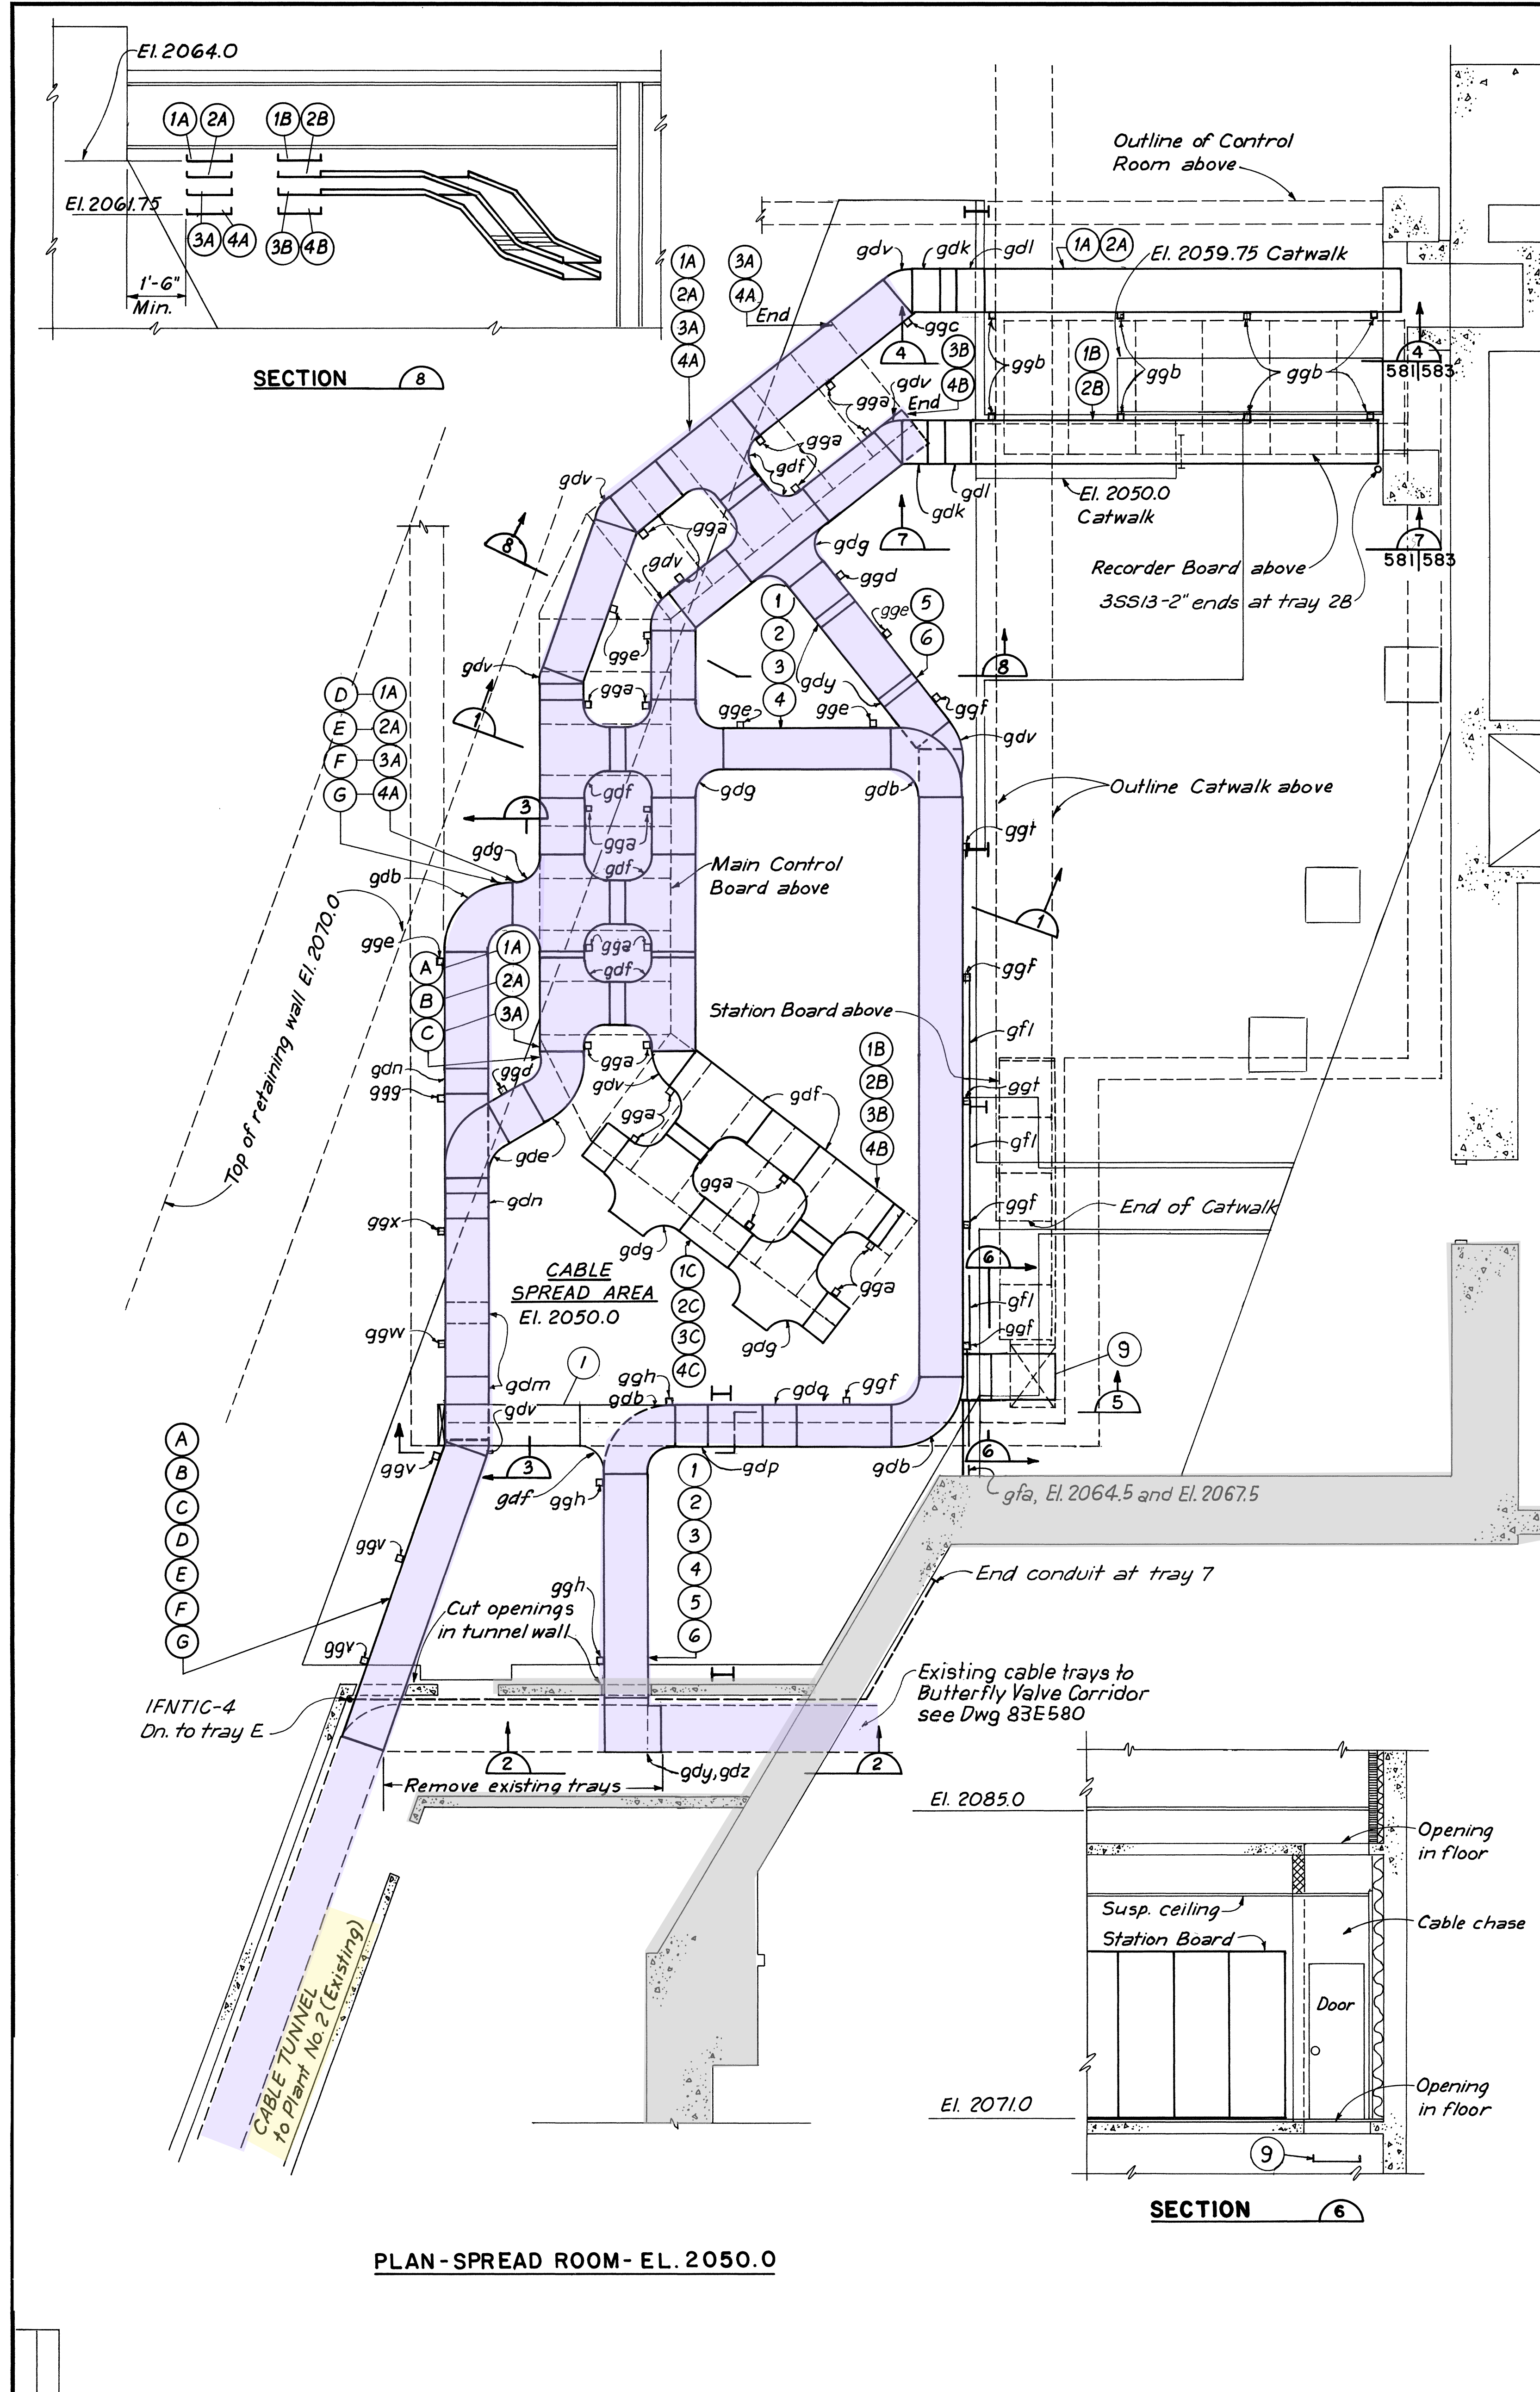 El. 2064.0
1A 2A 1B 2B
El. 2061.75
3A 4A 3B 4B
1'-6"
Min.
SECTION 8
Outline of Control
Room above
1A
2A
3A
4A
3A
4A
End
gdv gdk gdl 1A 2A
El. 2059.75 Catwalk
ggc
4
3B
4B
ggb
1B
2B
ggb
ggb
4
581 583
gdv
End
gga
gga
gdf
gdl
gdk
El. 2050.0
Catwalk
gdv
gga
8
7
7
581 583
gdg
gdv
ggd
Recorder Board above
3SS13-2" ends at tray 2B
1
2
3
4
gge
5
6
gge
8
gdv
gga
gdy
ggf
gge
gge
gdv
D 1A
E 2A
F 3A
G 4A
1
gdf
gdg
gdb
Outline Catwalk above
3
ggt
gga
gdg
gdf
Main Control
Board above
gdb
1
gge
A 1A
B 2A
C 3A
gga
gdf
ggf
Top of retaining wall El. 2070.0
Station Board above
gfl
1B
2B
3B
4B
gga
gdn
ggd
gdv
ggg
gdf
ggt
gga
gfl
gde
gga
gdn
ggx
ggf
End of Catwalk
gdg
6
CABLE
SPREAD AREA
El. 2050.0
1C
2C
3C
4C
gga
gfl
ggw
ggf
gdg
9
1
ggh
gdm
gdb
gdq
ggf
5
gdv
A
B
C
D
E
F
G
ggv
3
gdf
ggh
gdp
gdb
6
1
2
3
4
5
6
gfa, El. 2064.5 and El. 2067.5
ggv
End conduit at tray 7
ggh
Cut openings
in tunnel wall
ggv
Existing cable trays to
Butterfly Valve Corridor
see Dwg 83E580
IFNTIC-4
Dn. to tray E
2
gdy, gdz
2
Remove existing trays
El. 2085.0
Opening
in floor
Susp. ceiling
Station Board
Cable chase
Door
CABLE TUNNEL
to Plant No. 2 (Existing)
El. 2071.0
Opening
in floor
9
SECTION 6
PLAN-SPREAD ROOM-EL. 2050.0